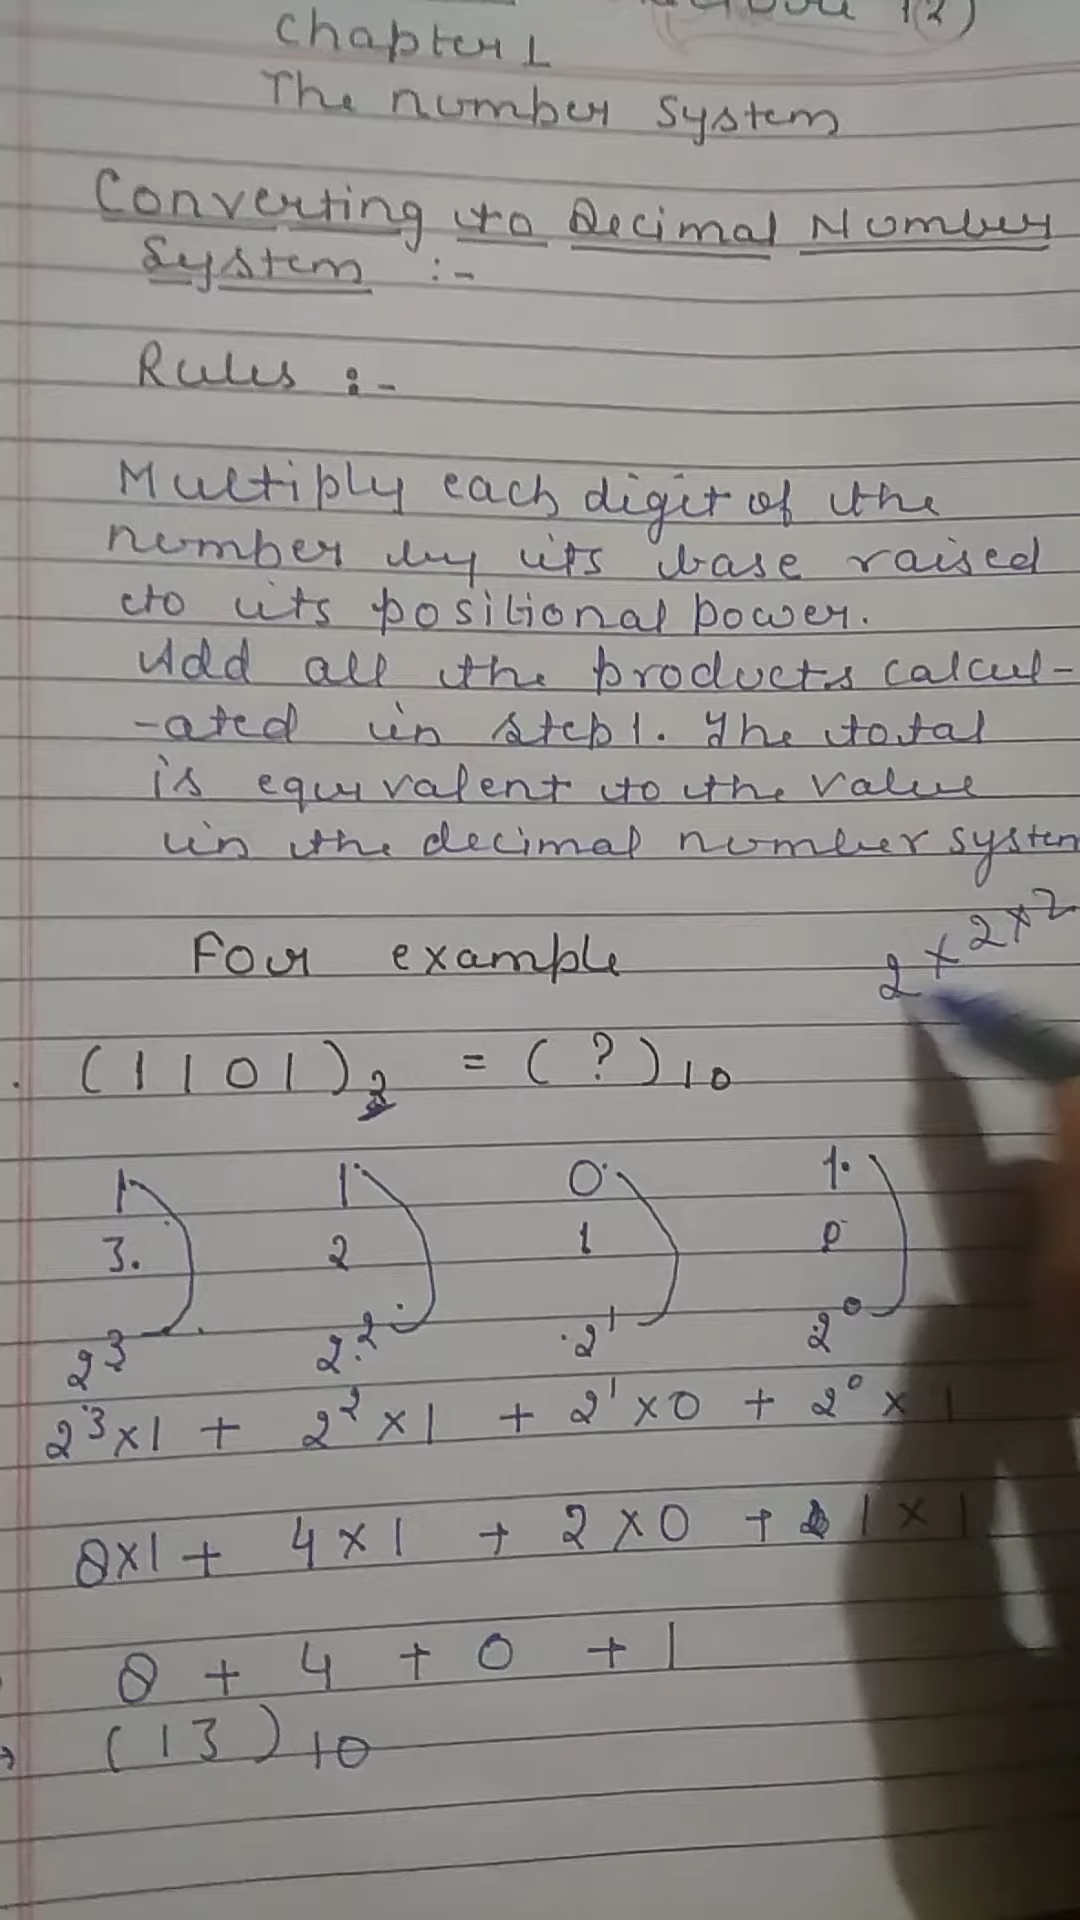 12)
Chapter 1
The number System
Converting to Decimal Number
System :-
Rules :-
Multiply each digit of the
number by its base raised
to its positional power.
Add all the products calcul-
-ated in step 1. The total
is equivalent to the value
in the decimal number system
For example
2 × 2 × 2
(1101)₂ = (?)₁₀
1 1 0 1
3 2 1 0
2³ 2² 2¹ 2⁰
2³×1 + 2²×1 + 2¹×0 + 2⁰×1
8×1 + 4×1 + 2×0 + 1×1
8 + 4 + 0 + 1
(13)₁₀